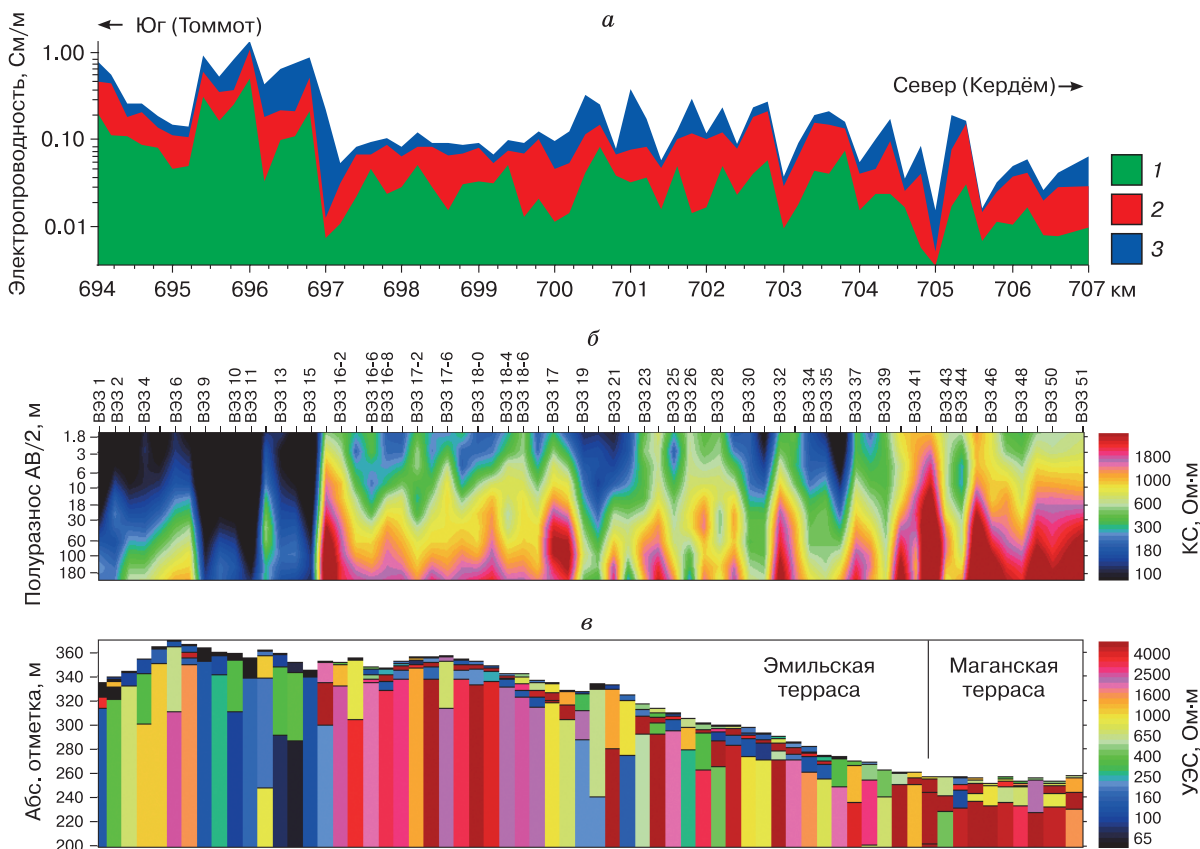 а
← Юг (Томмот)
Север (Кердём) →
Электропроводность, См/м
1.00
0.10
0.01
1
2
3
694 695 696 697 698 699 700 701 702 703 704 705 706 707 км
б
ВЭЗ 1 ВЭЗ 2 ВЭЗ 4 ВЭЗ 6 ВЭЗ 9 ВЭЗ 10 ВЭЗ 11 ВЭЗ 13 ВЭЗ 15 ВЭЗ 16-2 ВЭЗ 16-6 ВЭЗ 16-8 ВЭЗ 17-2 ВЭЗ 17-6 ВЭЗ 18-0 ВЭЗ 18-4 ВЭЗ 18-6 ВЭЗ 17 ВЭЗ 19 ВЭЗ 21 ВЭЗ 23 ВЭЗ 25 ВЭЗ 26 ВЭЗ 28 ВЭЗ 30 ВЭЗ 32 ВЭЗ 34 ВЭЗ 35 ВЭЗ 37 ВЭЗ 39 ВЭЗ 41 ВЭЗ 43 ВЭЗ 44 ВЭЗ 46 ВЭЗ 48 ВЭЗ 50 ВЭЗ 51
Полуразнос АВ/2, м
1.8
3
6
10
18
30
60
100
180
1800
1000
600
300
180
100
КС, Ом·м
в
Абс. отметка, м
360
340
320
300
280
260
240
220
200
Эмильская
терраса
Маганская
терраса
4000
2500
1600
1000
650
400
250
160
100
65
УЭС, Ом·м